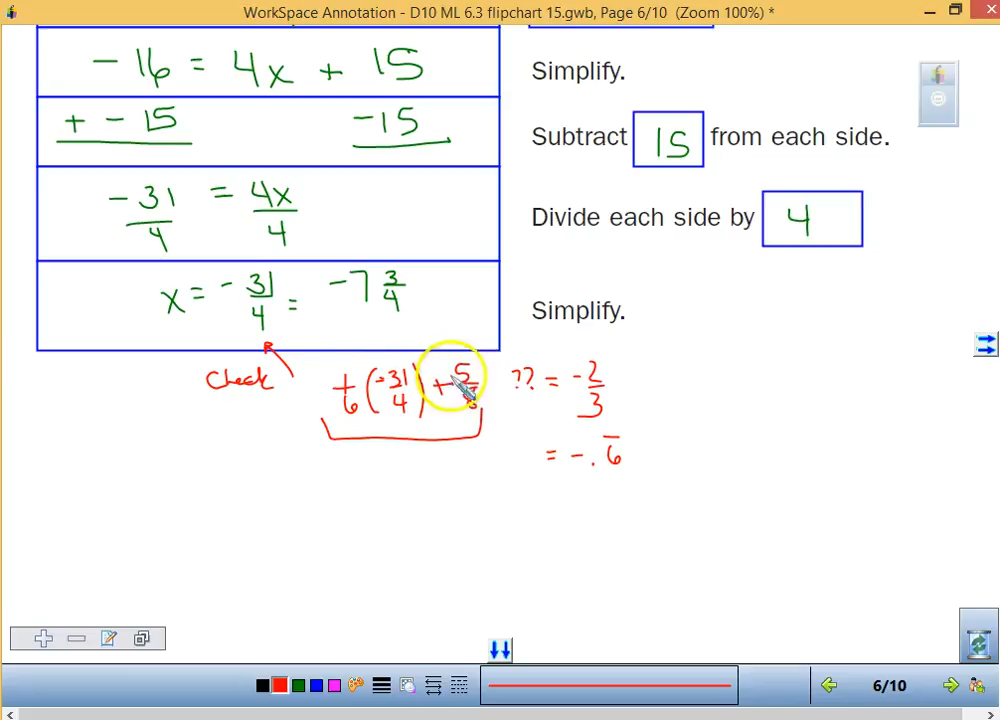 WorkSpace Annotation - D10 ML 6.3 flipchart 15.gwb, Page 6/10 (Zoom 100%) *
-16 = 4x + 15
Simplify.
+ -15 -15
Subtract 15 from each side.
-31/4 = 4x/4
Divide each side by 4
x = -31/4 = -7 3/4
Simplify.
Check 1/6 (-31/4) + 5/8 ?? = -2/3
= -.6̅
6/10